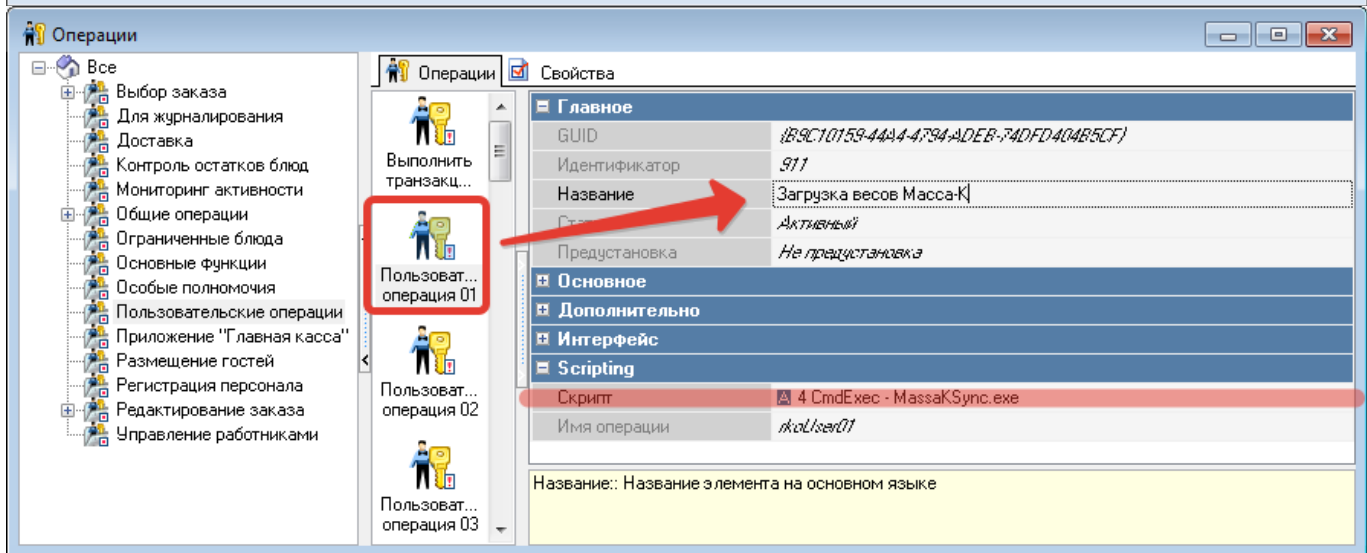 Операции
Все
Выбор заказа
Для журналирования
Доставка
Контроль остатков блюд
Мониторинг активности
Общие операции
Ограниченные блюда
Основные функции
Особые полномочия
Пользовательские операции
Приложение "Главная касса"
Размещение гостей
Регистрация персонала
Редактирование заказа
Управление работниками
Операции
Свойства
Выполнить
транзакц...
Пользоват...
операция 01
Пользоват...
операция 02
Пользоват...
операция 03
Главное
GUID {B9C10159-44A4-4794-ADEB-74DFD404B5CF}
Идентификатор 911
Название Загрузка весов Масса-К
Активный
Предустановка Не предустановка
Основное
Дополнительно
Интерфейс
Scripting
Скрипт 4 CmdExec - MassaKSync.exe
Имя операции rkoUser01
Название:: Название элемента на основном языке